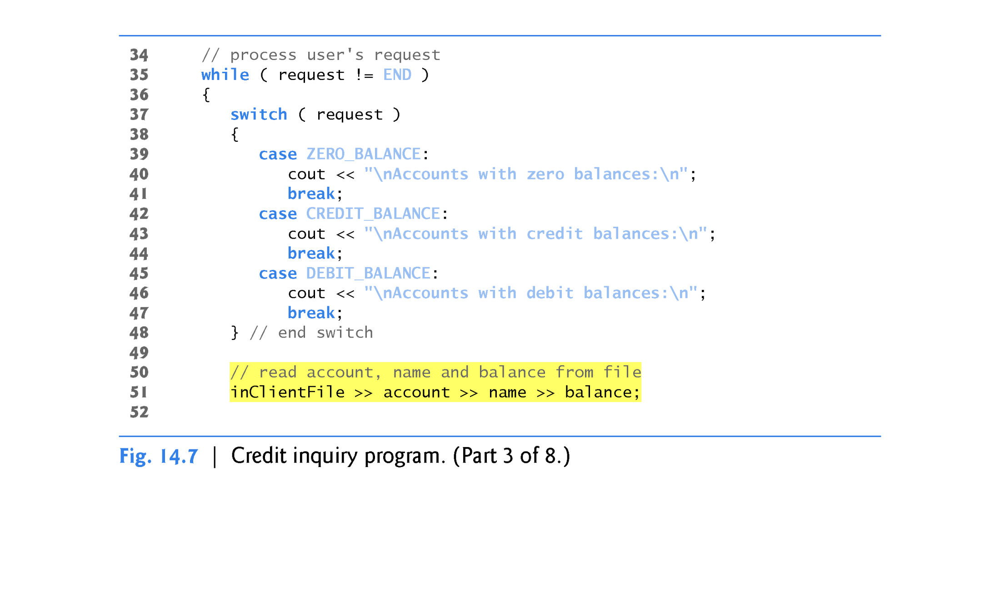 34 // process user's request
35 while ( request != END )
36 {
37 switch ( request )
38 {
39 case ZERO_BALANCE:
40 cout << "\nAccounts with zero balances:\n";
41 break;
42 case CREDIT_BALANCE:
43 cout << "\nAccounts with credit balances:\n";
44 break;
45 case DEBIT_BALANCE:
46 cout << "\nAccounts with debit balances:\n";
47 break;
48 } // end switch
49
50 // read account, name and balance from file
51 inClientFile >> account >> name >> balance;
52
Fig. 14.7 | Credit inquiry program. (Part 3 of 8.)